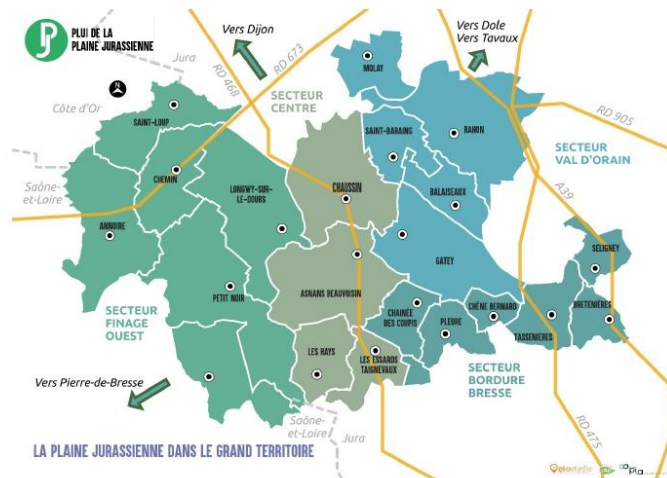 PLUI DE LA
PLAINE JURASSIENNE
Vers Dijon
Vers Dole
Vers Tavaux
Jura
RD 468
RD 673
MOLAY
N
Côte d'Or
SECTEUR
CENTRE
SAINT-LOUP
SAINT-BARAING
RAHON
RD 905
SECTEUR
VAL D'ORAIN
CHEMIN
Saône-
et-Loire
LONGWY-SUR-
LE-DOUBS
CHAUSSIN
BALAISEAUX
A39
ANNOIRE
SELIGNEY
GATEY
PETIT NOIR
ASNANS BEAUVOISIN
SECTEUR
FINAGE
OUEST
CHAINÉE
DES COUPIS
CHÊNE BERNARD
BRETENIÈRES
PLEURE
TASSENIÈRES
LES HAYS
LES ESSARDS
TAIGNEVAUX
SECTEUR
BORDURE
BRESSE
Vers Pierre-de-Bresse
Saône-
et-Loire
Jura
RD 475
LA PLAINE JURASSIENNE DANS LE GRAND TERRITOIRE